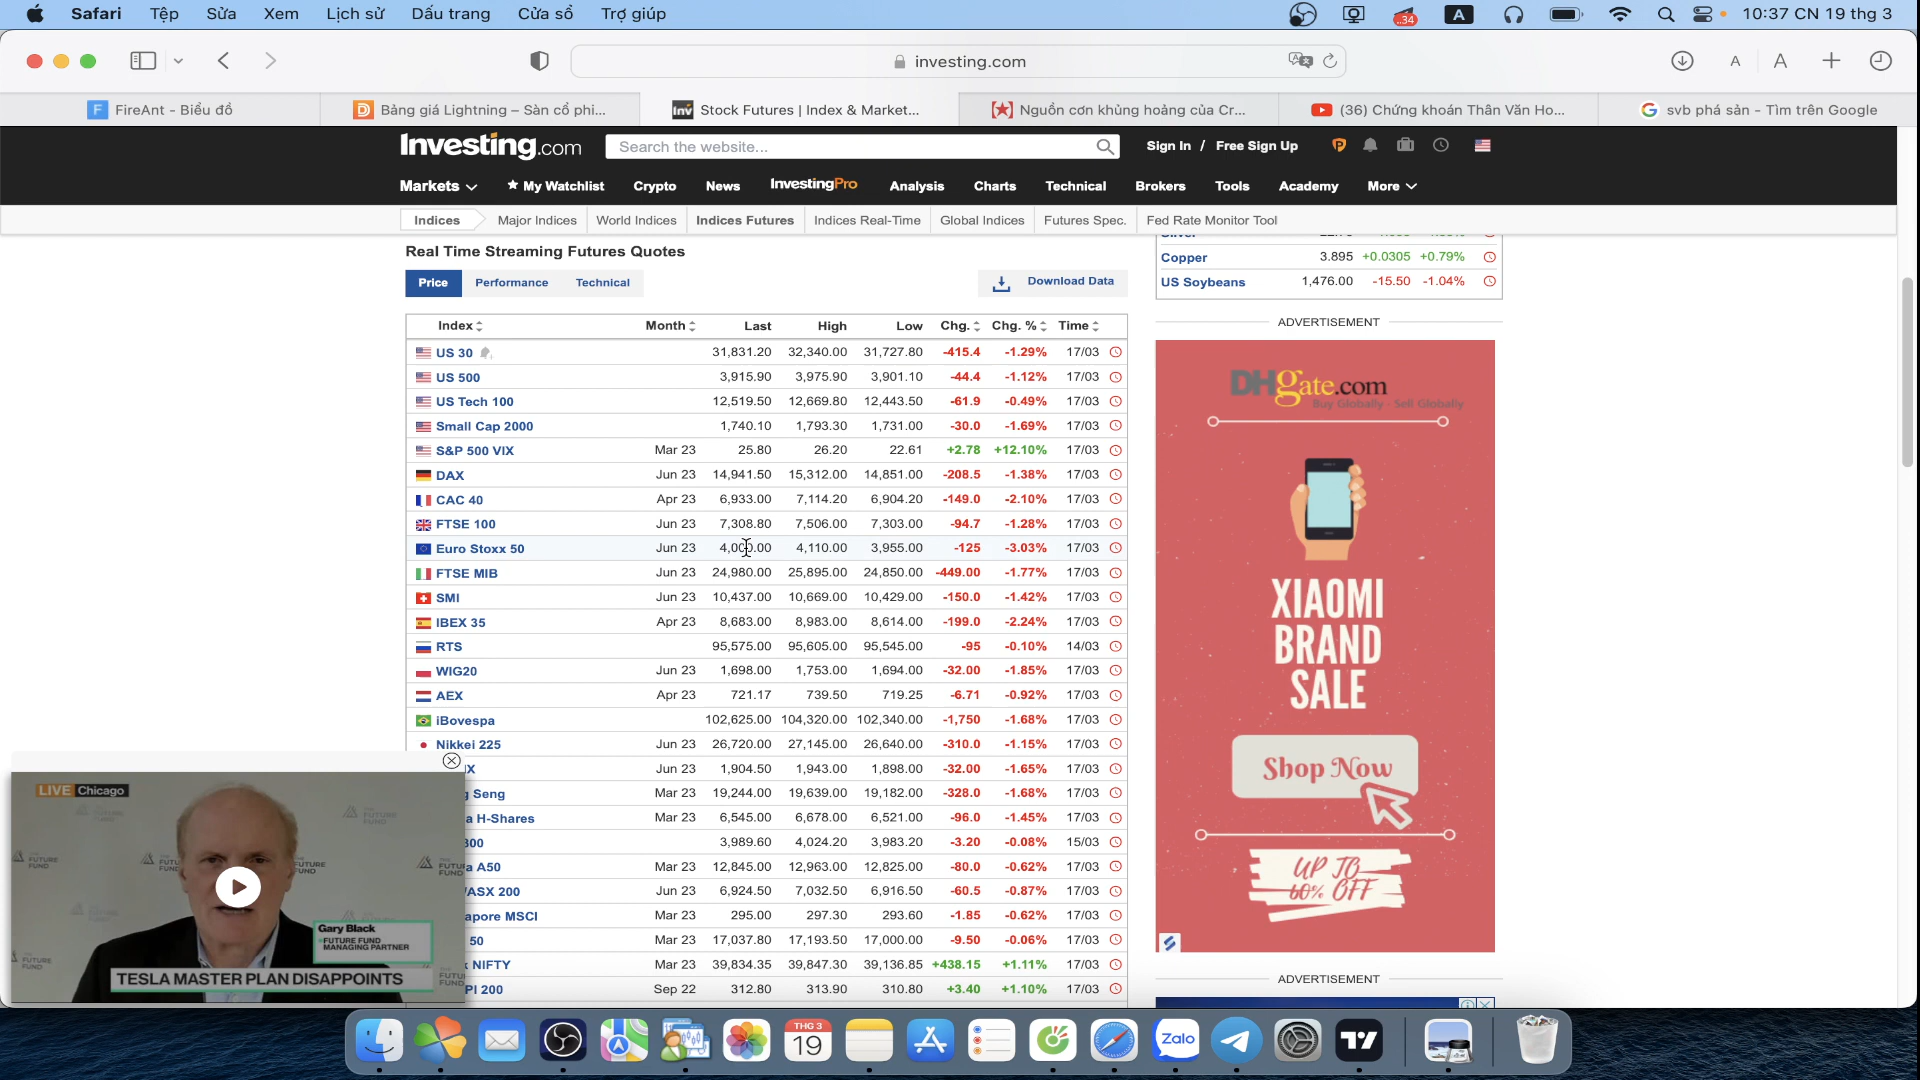 Safari Tệp Sửa Xem Lịch sử Dấu trang Cửa sổ Trợ giúp ..34 A 10:37 CN 19 thg 3
investing.com A A
FireAnt - Biểu đồ
Bảng giá Lightning – Sàn cổ phi...
Inv Stock Futures | Index & Market...
Nguồn cơn khủng hoảng của Cr...
(36) Chứng khoán Thân Văn Ho...
svb phá sản - Tìm trên Google
Investing.com Search the website... Sign In / Free Sign Up
Markets My Watchlist Crypto News InvestingPro Analysis Charts Technical Brokers Tools Academy More
Indices Major Indices World Indices Indices Futures Indices Real-Time Global Indices Futures Spec. Fed Rate Monitor Tool
Real Time Streaming Futures Quotes
Price Performance Technical Download Data
Index Month Last High Low Chg. Chg. % Time
US 30 31,831.20 32,340.00 31,727.80 -415.4 -1.29% 17/03
US 500 3,915.90 3,975.90 3,901.10 -44.4 -1.12% 17/03
US Tech 100 12,519.50 12,669.80 12,443.50 -61.9 -0.49% 17/03
Small Cap 2000 1,740.10 1,793.30 1,731.00 -30.0 -1.69% 17/03
S&P 500 VIX Mar 23 25.80 26.20 22.61 +2.78 +12.10% 17/03
DAX Jun 23 14,941.50 15,312.00 14,851.00 -208.5 -1.38% 17/03
CAC 40 Apr 23 6,933.00 7,114.20 6,904.20 -149.0 -2.10% 17/03
FTSE 100 Jun 23 7,308.80 7,506.00 7,303.00 -94.7 -1.28% 17/03
Euro Stoxx 50 Jun 23 4,000.00 4,110.00 3,955.00 -125 -3.03% 17/03
FTSE MIB Jun 23 24,980.00 25,895.00 24,850.00 -449.00 -1.77% 17/03
SMI Jun 23 10,437.00 10,669.00 10,429.00 -150.0 -1.42% 17/03
IBEX 35 Apr 23 8,683.00 8,983.00 8,614.00 -199.0 -2.24% 17/03
RTS 95,575.00 95,605.00 95,545.00 -95 -0.10% 14/03
WIG20 Jun 23 1,698.00 1,753.00 1,694.00 -32.00 -1.85% 17/03
AEX Apr 23 721.17 739.50 719.25 -6.71 -0.92% 17/03
iBovespa 102,625.00 104,320.00 102,340.00 -1,750 -1.68% 17/03
Nikkei 225 Jun 23 26,720.00 27,145.00 26,640.00 -310.0 -1.15% 17/03
X Jun 23 1,904.50 1,943.00 1,898.00 -32.00 -1.65% 17/03
g Seng Mar 23 19,244.00 19,639.00 19,182.00 -328.0 -1.68% 17/03
a H-Shares Mar 23 6,545.00 6,678.00 6,521.00 -96.0 -1.45% 17/03
300 3,989.60 4,024.20 3,983.20 -3.20 -0.08% 15/03
a A50 Mar 23 12,845.00 12,963.00 12,825.00 -80.0 -0.62% 17/03
/ASX 200 Jun 23 6,924.50 7,032.50 6,916.50 -60.5 -0.87% 17/03
apore MSCI Mar 23 295.00 297.30 293.60 -1.85 -0.62% 17/03
50 Mar 23 17,037.80 17,193.50 17,000.00 -9.50 -0.06% 17/03
NIFTY Mar 23 39,834.35 39,847.30 39,136.85 +438.15 +1.11% 17/03
PI 200 Sep 22 312.80 313.90 310.80 +3.40 +1.10% 17/03
LIVE Chicago
THE FUTURE FUND
Gary Black
FUTURE FUND
MANAGING PARTNER
TESLA MASTER PLAN DISAPPOINTS
Copper 3.895 +0.0305 +0.79%
US Soybeans 1,476.00 -15.50 -1.04%
ADVERTISEMENT
DHgate.com
Buy Globally - Sell Globally
XIAOMI
BRAND
SALE
Shop Now
UP TO
60% OFF
ADVERTISEMENT
THG 3
19
Zalo